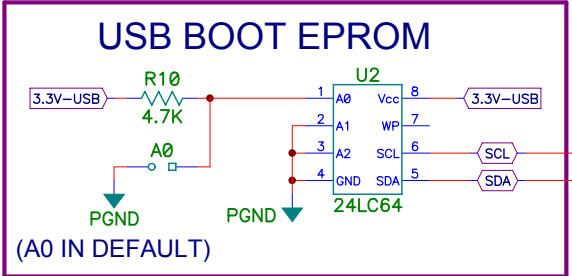 USB BOOT EPROM
R10
3.3V-USB
4.7K
A0
PGND
(A0 IN DEFAULT)
U2
1 A0 Vcc 8 3.3V-USB
2 A1 WP 7
3 A2 SCL 6 SCL
4 GND SDA 5 SDA
PGND
24LC64